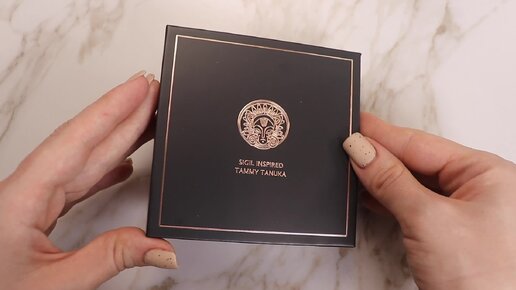 SIGIL INSPIRED
TAMMY TANUKA